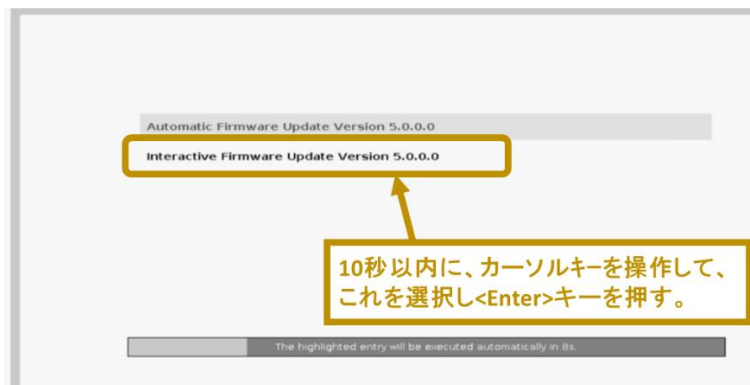 Automatic Firmware Update Version 5.0.0.0
Interactive Firmware Update Version 5.0.0.0
10秒以内に、カーソルキーを操作して、
これを選択し<Enter>キーを押す。
The highlighted entry will be executed automatically in 8s.